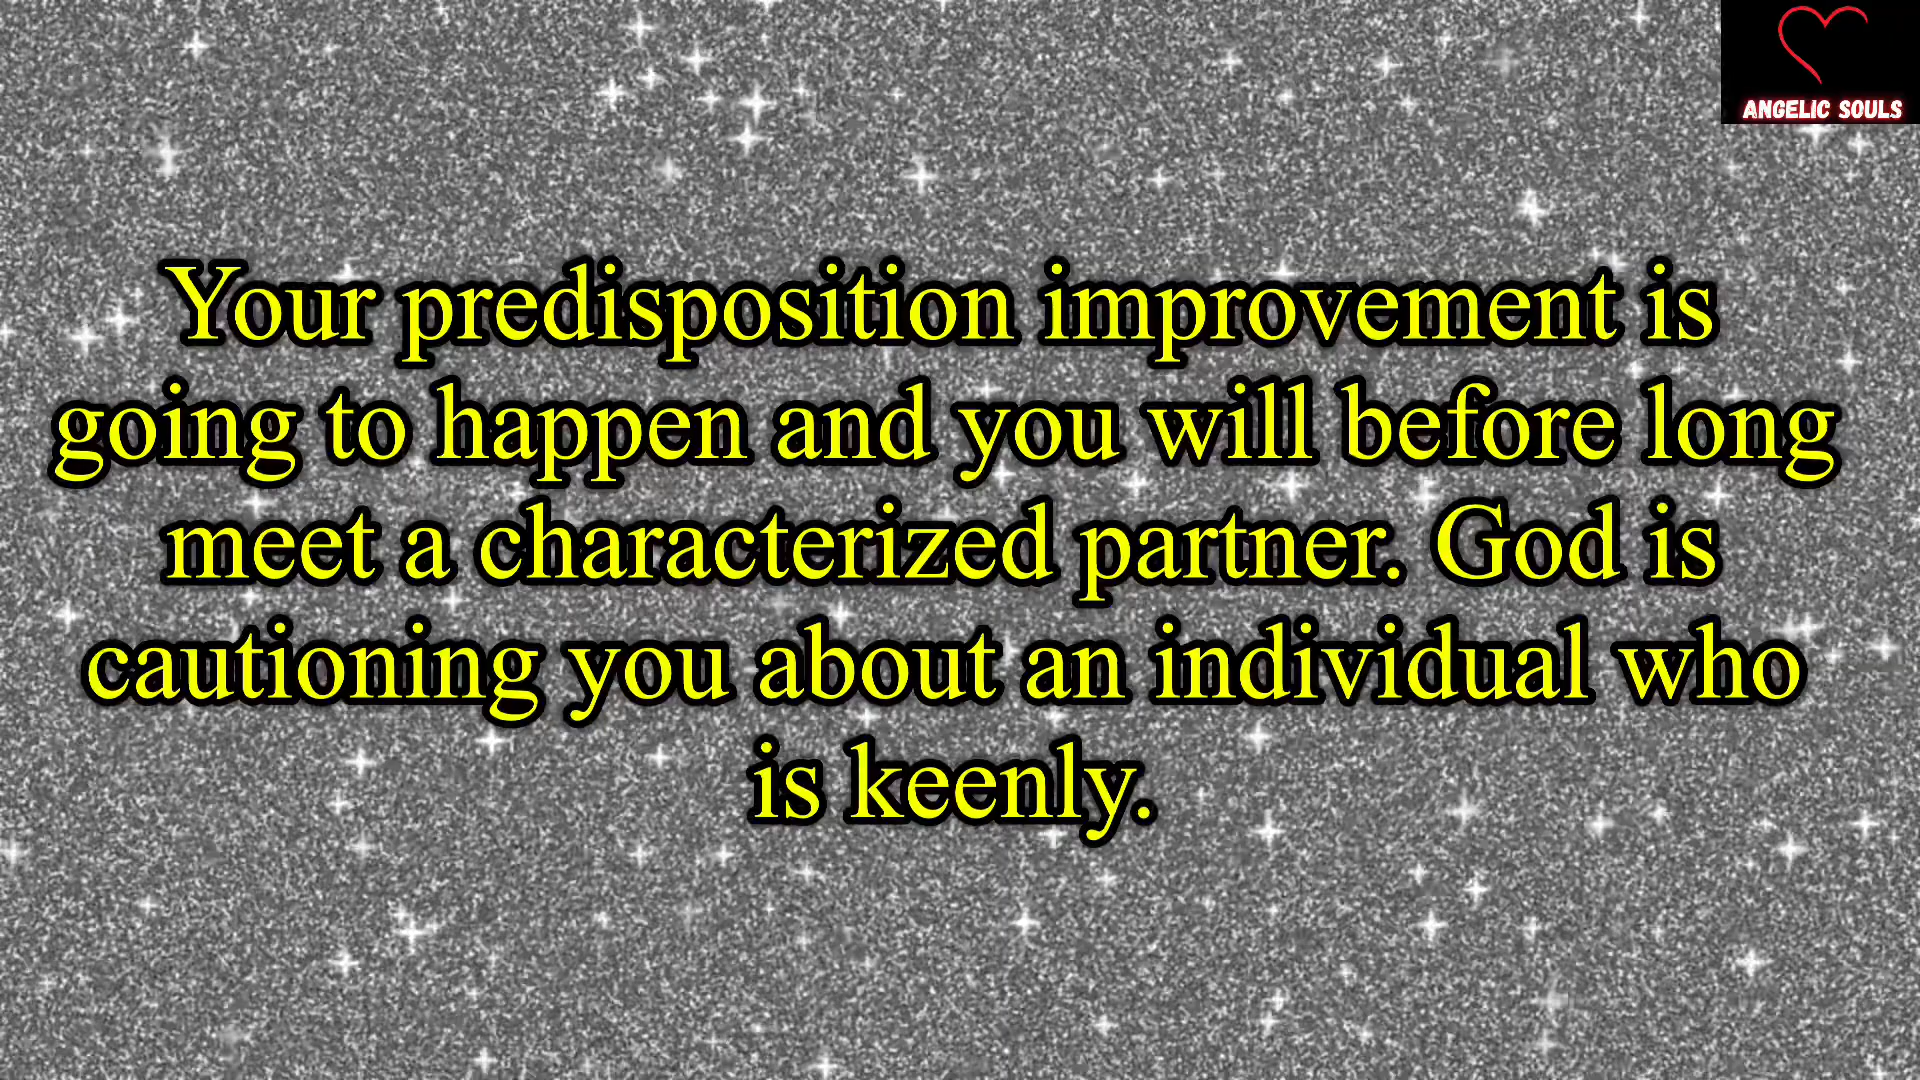 ANGELIC SOULS
Your predisposition improvement is
going to happen and you will before long
meet a characterized partner. God is
cautioning you about an individual who
is keenly.